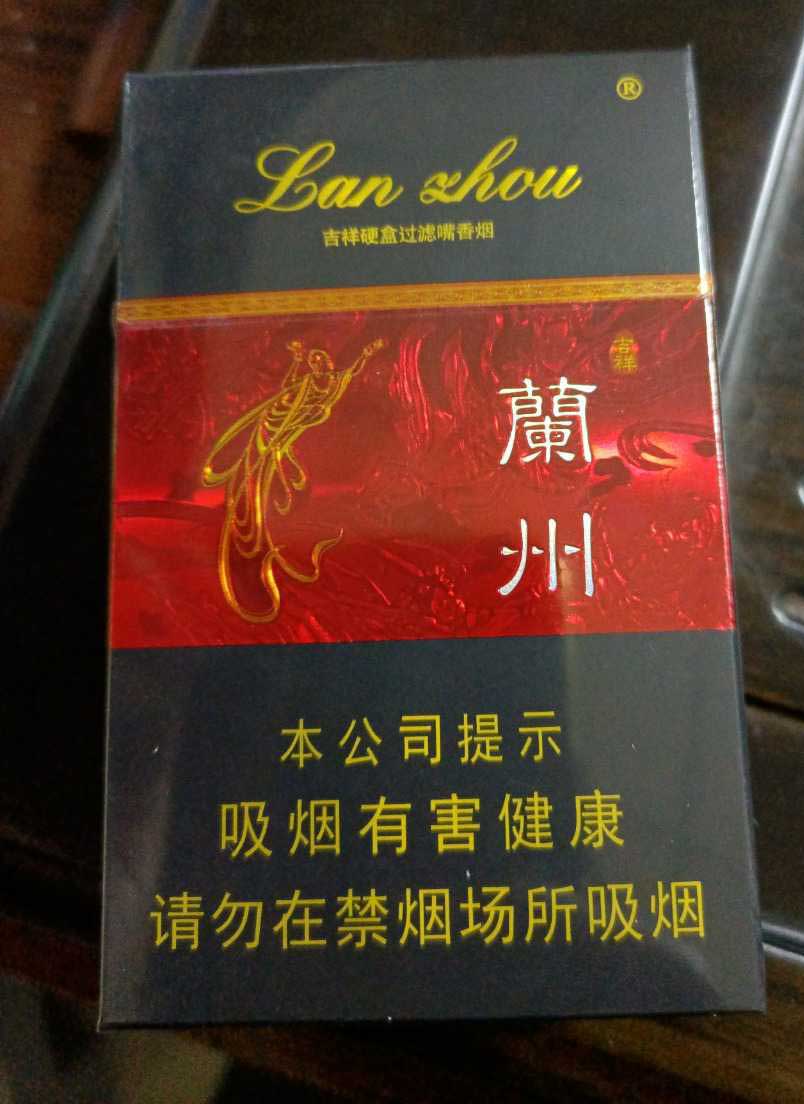 ®
Lan zhou
吉祥硬盒过滤嘴香烟
吉祥
蘭州
本公司提示
吸烟有害健康
请勿在禁烟场所吸烟